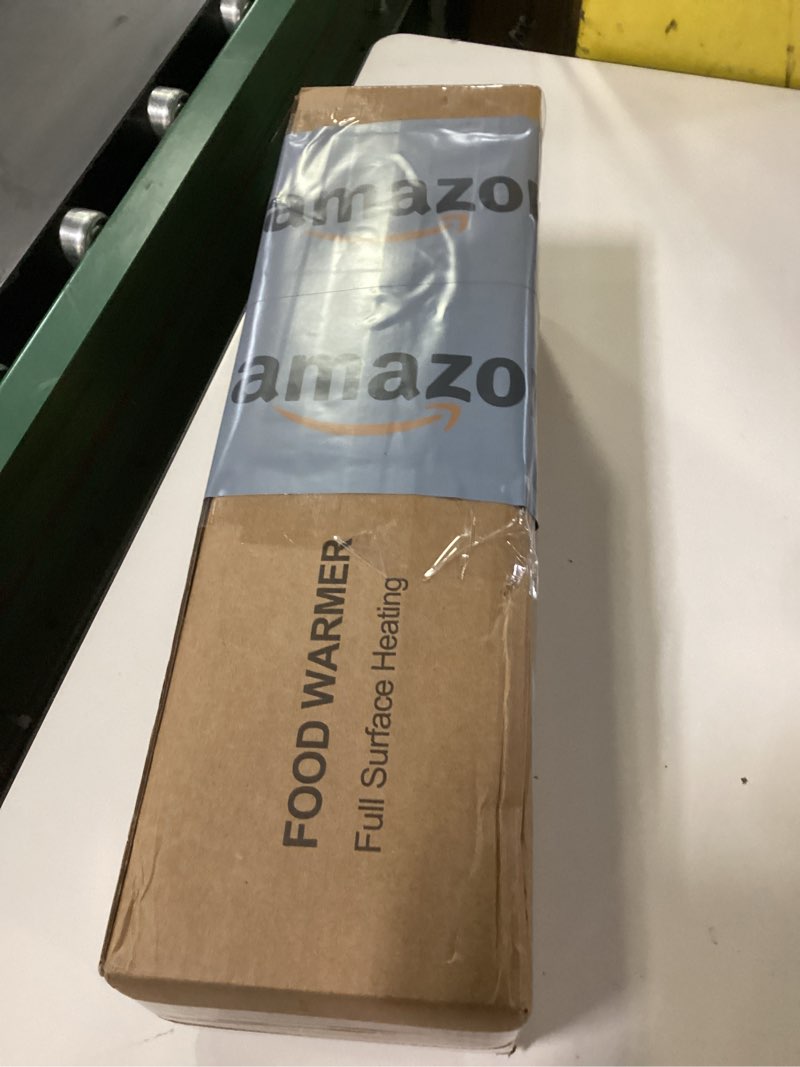 amazo
amazo
FOOD WARMER
Full Surface Heating